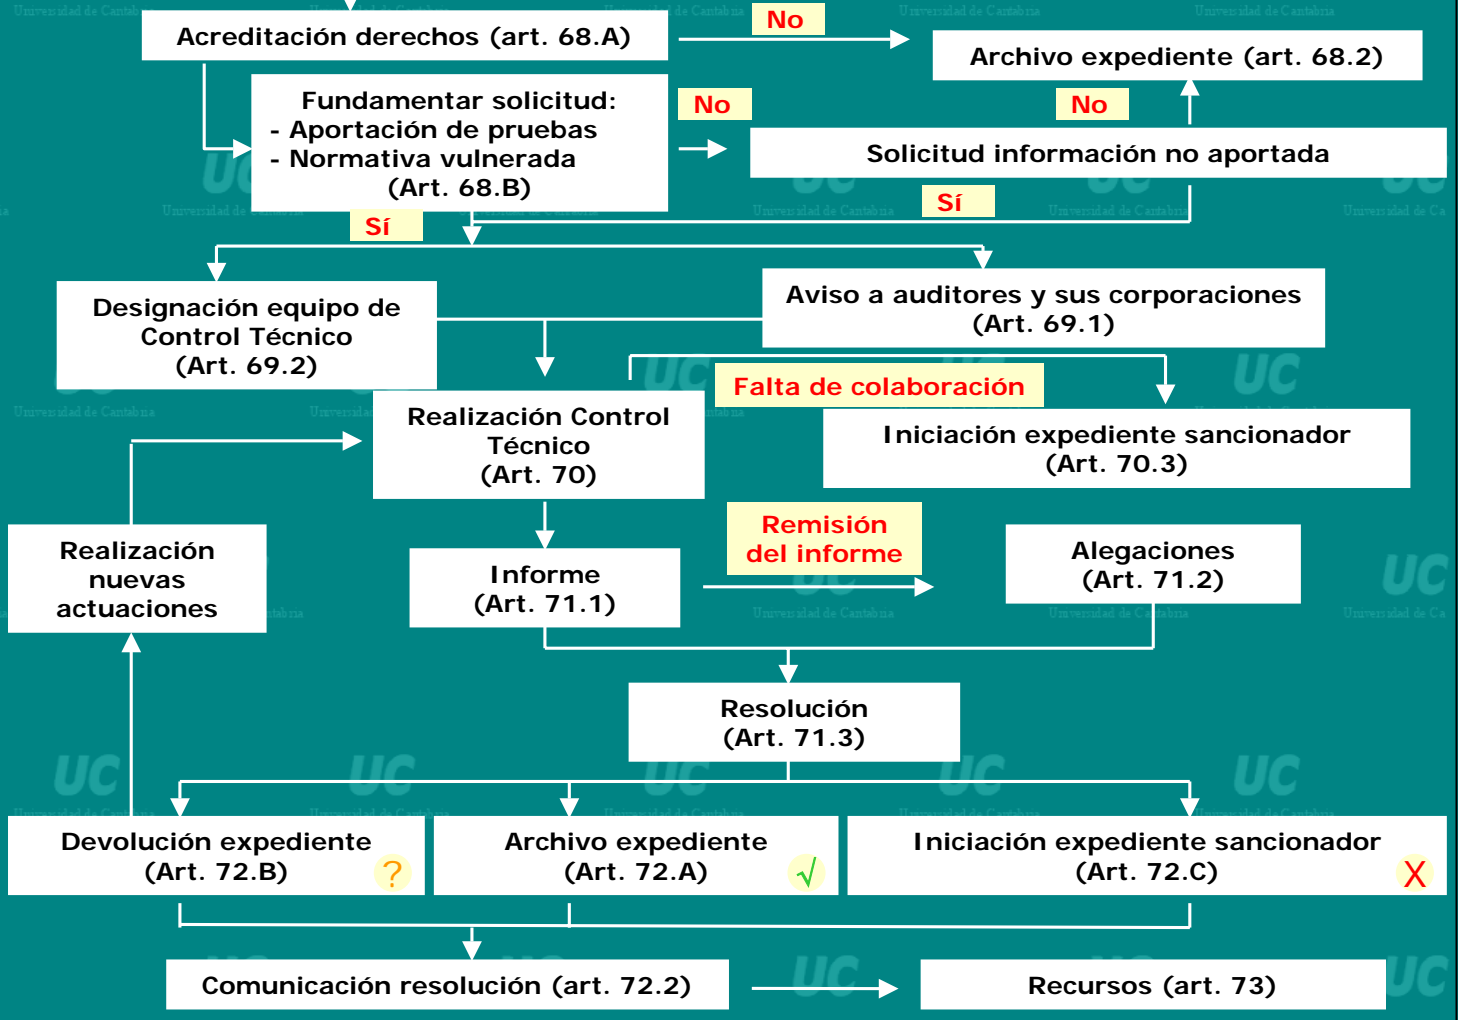 Acreditación derechos (art. 68.A)
No
Archivo expediente (art. 68.2)
Fundamentar solicitud:
- Aportación de pruebas
- Normativa vulnerada
(Art. 68.B)
No
No
Solicitud información no aportada
Sí
Sí
Designación equipo de
Control Técnico
(Art. 69.2)
Aviso a auditores y sus corporaciones
(Art. 69.1)
Falta de colaboración
Realización Control
Técnico
(Art. 70)
Iniciación expediente sancionador
(Art. 70.3)
Realización
nuevas
actuaciones
Informe
(Art. 71.1)
Remisión
del informe
Alegaciones
(Art. 71.2)
Resolución
(Art. 71.3)
Devolución expediente
(Art. 72.B)
?
Archivo expediente
(Art. 72.A)
√
Iniciación expediente sancionador
(Art. 72.C)
X
Comunicación resolución (art. 72.2)
Recursos (art. 73)
UC
Universidad de Cantabria